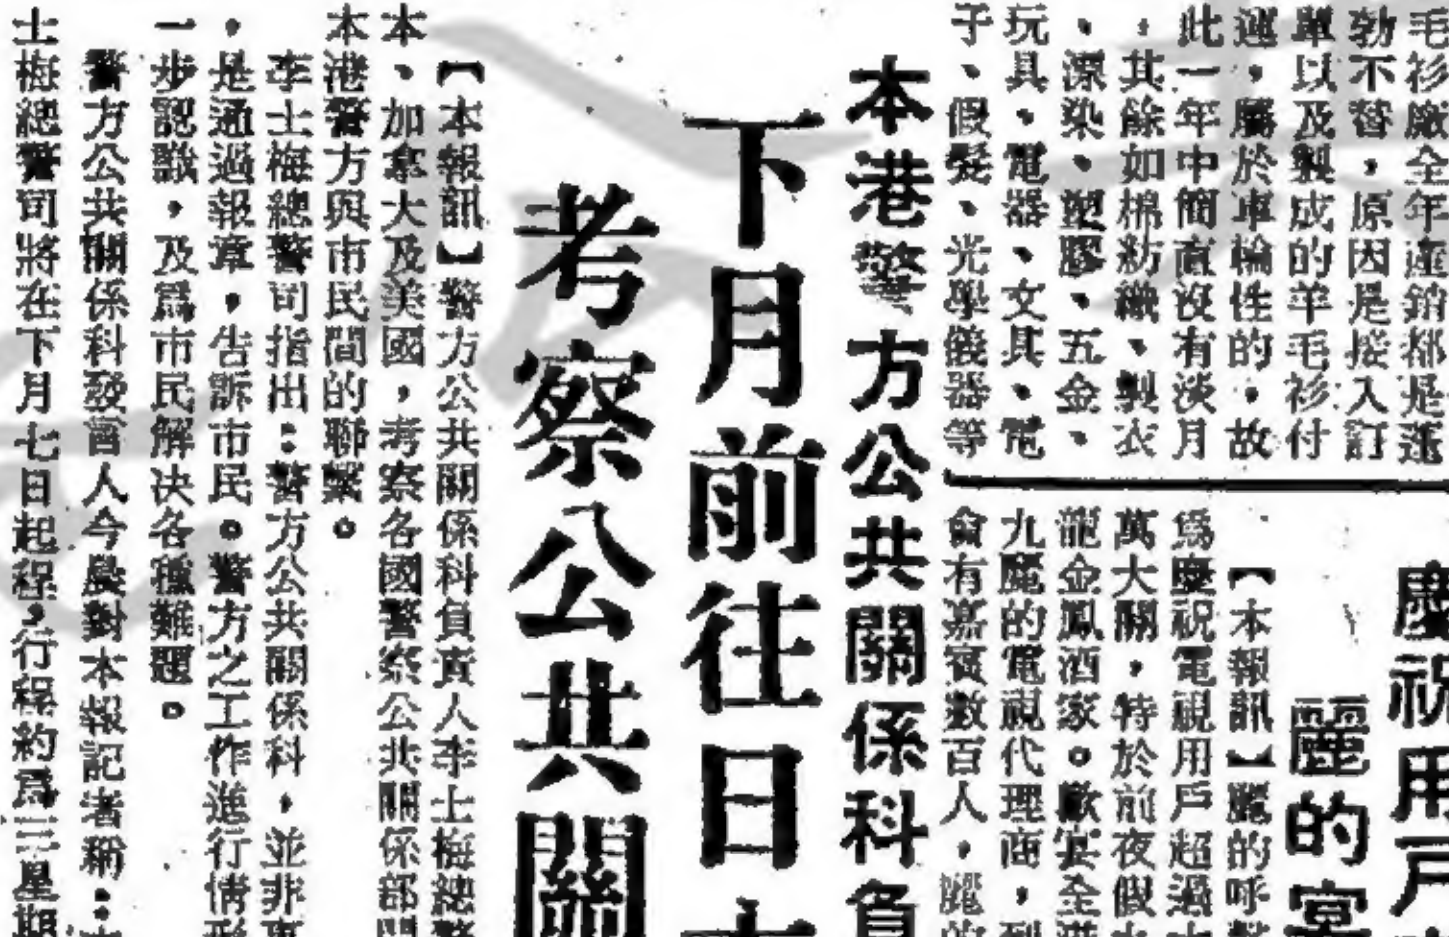 毛衫廠全年產銷都是蓬
勃不替，原因是接入訂
單以及製成的羊毛衫付
運，屬於車輪性的，故
此一年中簡直沒有淡月
，其餘如棉紡織、製衣
、漂染、塑膠、五金、
玩具、電器、文具、電
子、假髮、光學儀器等
慶祝用戶
麗的宴
【本報訊】麗的呼
為慶祝電視用戶超過
萬大關，特於前夜假
龍金鳳酒家。歡宴全港
九麗的電視代理商，到
會有嘉賓數百人，麗的
本港警方公共關係科負
下月前往日
考察公共關
【本報訊】警方公共關係科負責人李士梅總警
本、加拿大及美國，考察各國警察公共關係部門
本港警方與市民間的聯繫。
李士梅總警司指出：警方公共關係科，並非專
，是通過報章，告訴市民。警方之工作進行情形
一步認識，及為市民解決各種難題。
警方公共關係科發言人今晨對本報記者稱：
士梅總警司將在下月七日起程，行程約為三星期